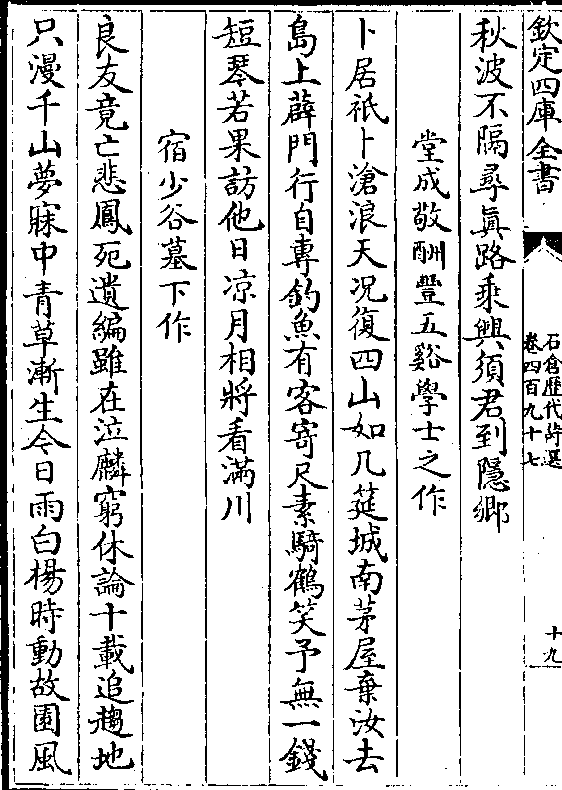 欽定四庫全書
石倉歴代詩選
卷四百九十七
十九
秋波不隔尋眞路乘興須君到隱鄉
堂成敬酬豐五谿學士之作
卜居祇卜滄浪天况復四山如几筵城南茅屋棄汝去
島上薜門行自專釣魚有客寄尺素騎鶴笑予無一錢
短琴若果訪他日凉月相將看滿川
宿少谷墓下作
良友竟亡悲鳳死遺編雖在泣麟窮休論十載追趨地
只漫千山夢寐中青草漸生今日雨白楊時動故園風